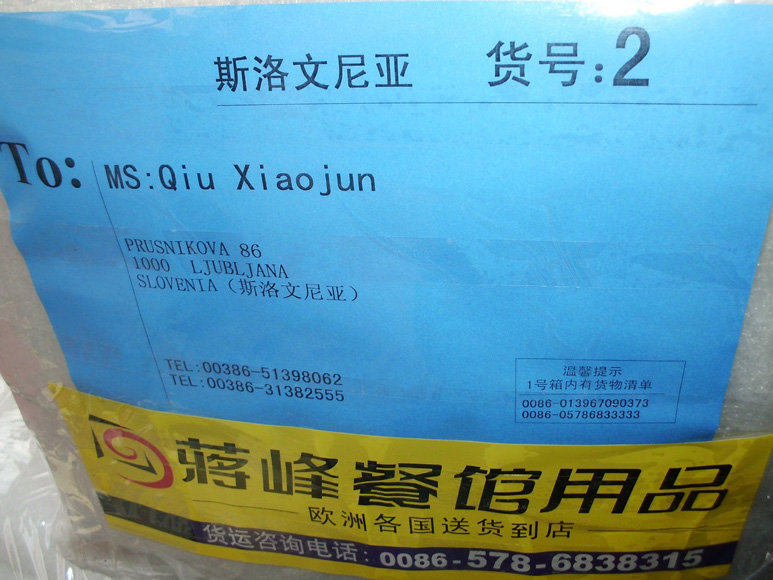 斯洛文尼亚 货号:2
To: MS:Qiu Xiaojun
PRUSNIKOVA 86
1000 LJUBLJANA
SLOVENIA (斯洛文尼亚)
TEL:00386-51398062
TEL:00386-31382555
温馨提示
1号箱内有货物清单
0086-013967090373
0086-05786833333
蒋峰餐馆用品
欧洲各国送货到店
货运咨询电话: 0086-578-6838315